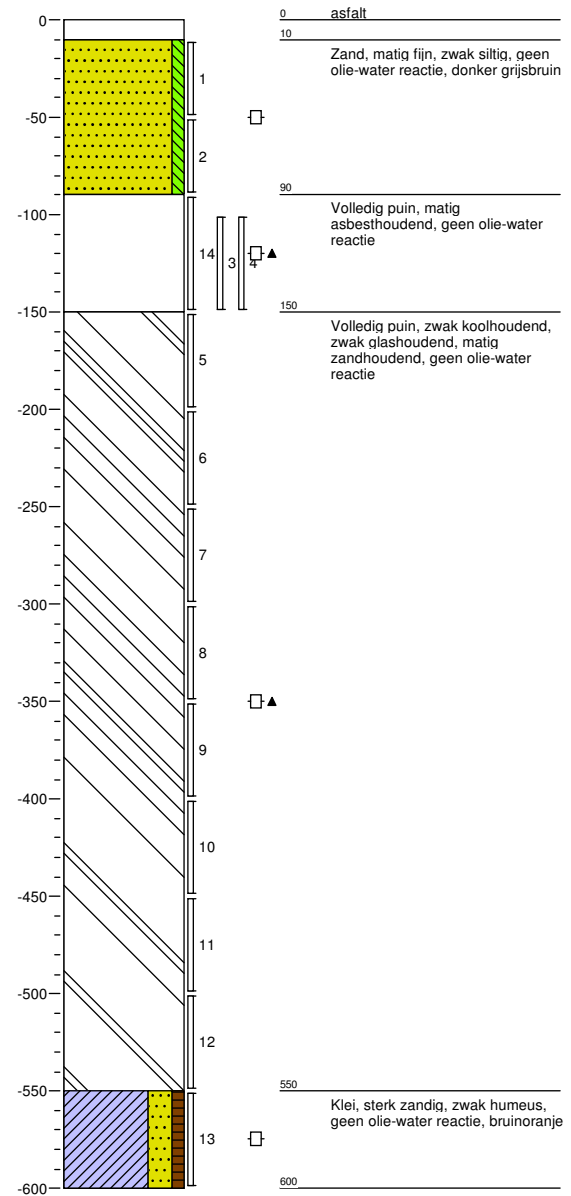 0
asfalt
0
10
Zand, matig fijn, zwak siltig, geen
olie-water reactie, donker grijsbruin
1
-50
2
90
Volledig puin, matig
asbesthoudend, geen olie-water
reactie
-100
14 3 4
-150
150
Volledig puin, zwak koolhoudend,
zwak glashoudend, matig
zandhoudend, geen olie-water
reactie
5
-200
6
-250
7
-300
8
-350
9
-400
10
-450
11
-500
12
-550
550
Klei, sterk zandig, zwak humeus,
geen olie-water reactie, bruinoranje
13
-600
600